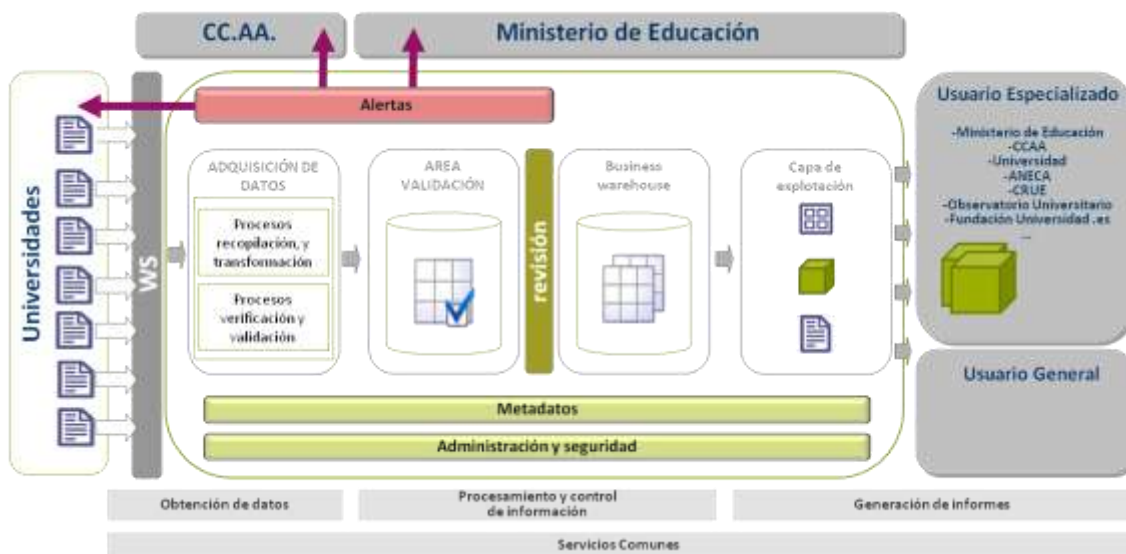 CC.AA.
Ministerio de Educación
Alertas
Universidades
WS
ADQUISICIÓN DE
DATOS
Procesos
recopilación, y
transformación
Procesos
verificación y
validación
AREA
VALIDACIÓN
revisión
Business
warehouse
Capa de
explotación
Metadatos
Administración y seguridad
Usuario Especializado
-Ministerio de Educación
-CCAA
-Universidad
-ANECA
-CRUE
-Observatorio Universitario
-Fundación Universidad .es
...
Usuario General
Obtención de datos
Procesamiento y control
de información
Generación de informes
Servicios Comunes